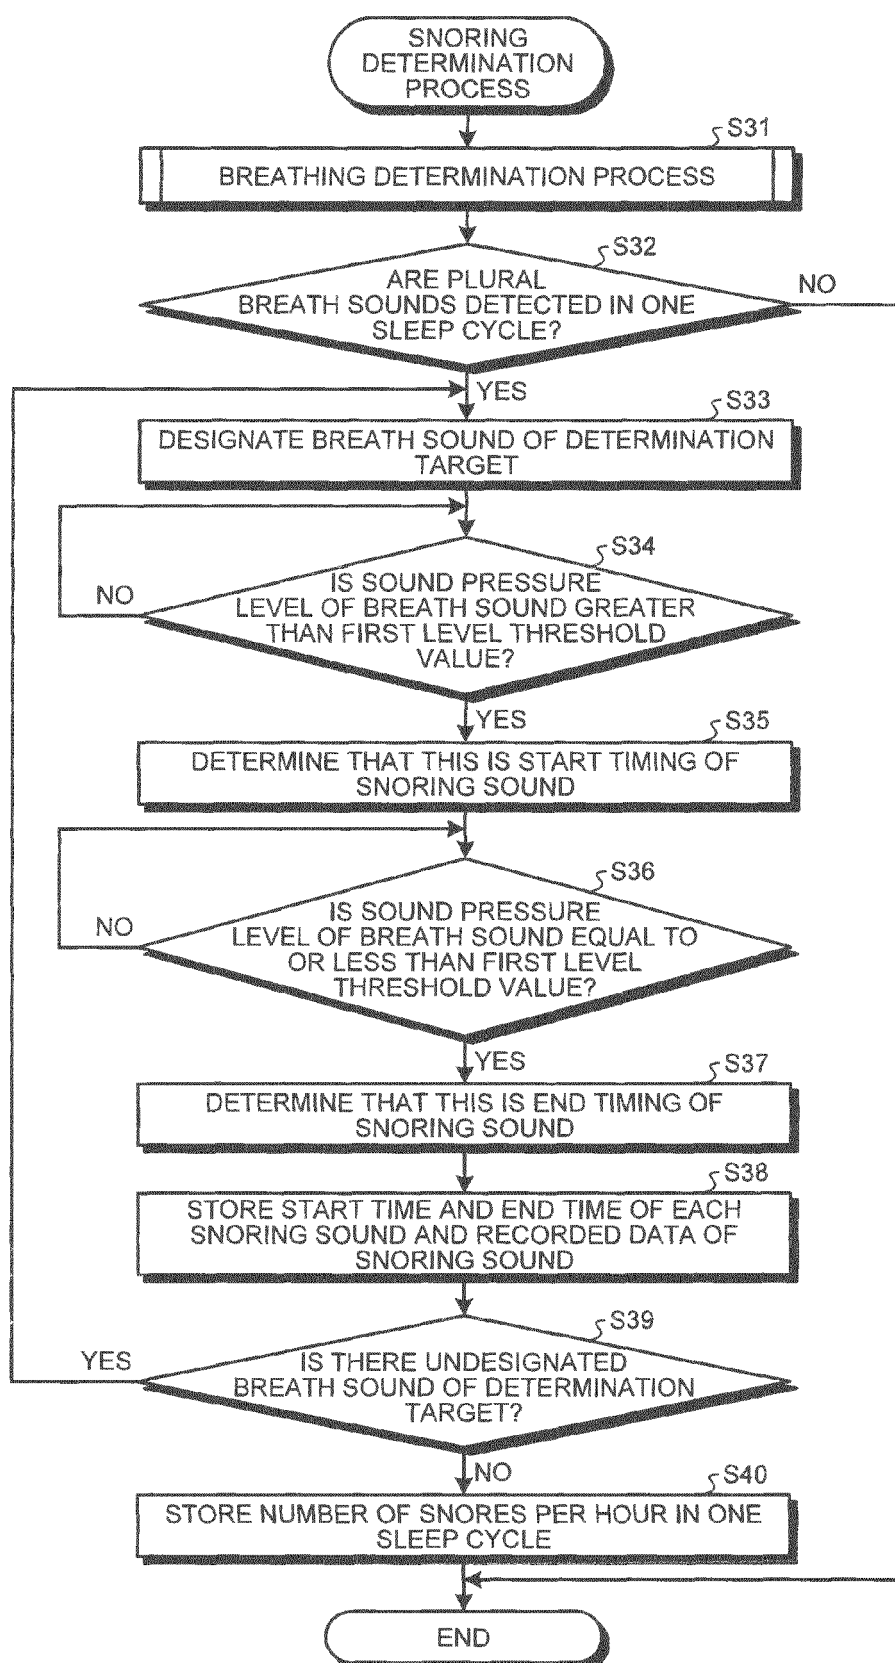 SNORING
DETERMINATION
PROCESS
S31
BREATHING DETERMINATION PROCESS
S32
ARE PLURAL
BREATH SOUNDS DETECTED IN ONE
SLEEP CYCLE?
NO
YES
S33
DESIGNATE BREATH SOUND OF DETERMINATION
TARGET
S34
IS SOUND PRESSURE
LEVEL OF BREATH SOUND GREATER
THAN FIRST LEVEL THRESHOLD
VALUE?
NO
YES
S35
DETERMINE THAT THIS IS START TIMING OF
SNORING SOUND
S36
IS SOUND PRESSURE
LEVEL OF BREATH SOUND EQUAL TO
OR LESS THAN FIRST LEVEL
THRESHOLD VALUE?
NO
YES
S37
DETERMINE THAT THIS IS END TIMING OF
SNORING SOUND
S38
STORE START TIME AND END TIME OF EACH
SNORING SOUND AND RECORDED DATA OF
SNORING SOUND
S39
IS THERE UNDESIGNATED
BREATH SOUND OF DETERMINATION
TARGET?
YES
NO
S40
STORE NUMBER OF SNORES PER HOUR IN ONE
SLEEP CYCLE
END